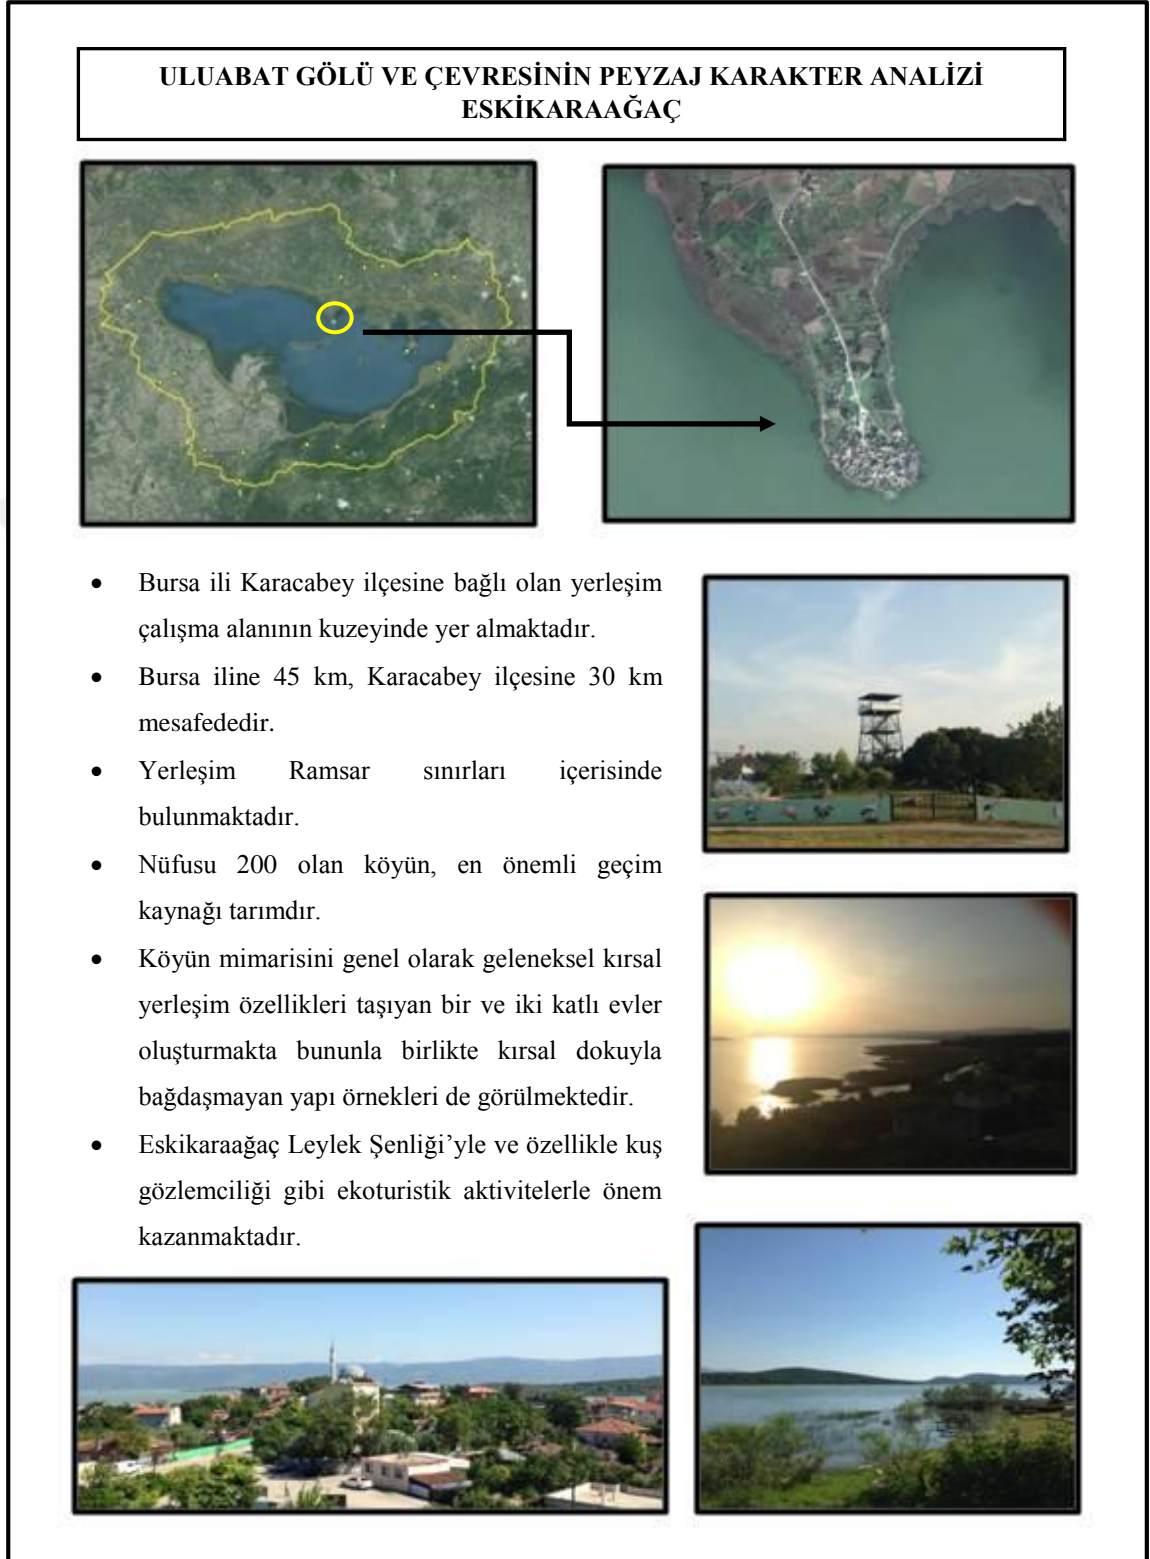 ULUABAT GÖLÜ VE ÇEVRESİNİN PEYZAJ KARAKTER ANALİZİ
ESKİKARAAĞAÇ
• Bursa ili Karacabey ilçesine bağlı olan yerleşim
çalışma alanının kuzeyinde yer almaktadır.
• Bursa iline 45 km, Karacabey ilçesine 30 km
mesafededir.
• Yerleşim Ramsar sınırları içerisinde
bulunmaktadır.
• Nüfusu 200 olan köyün, en önemli geçim
kaynağı tarımdır.
• Köyün mimarisini genel olarak geleneksel kırsal
yerleşim özellikleri taşıyan bir ve iki katlı evler
oluşturmakta bununla birlikte kırsal dokuyla
bağdaşmayan yapı örnekleri de görülmektedir.
• Eskikaraağaç Leylek Şenliği’yle ve özellikle kuş
gözlemciliği gibi ekoturistik aktivitelerle önem
kazanmaktadır.